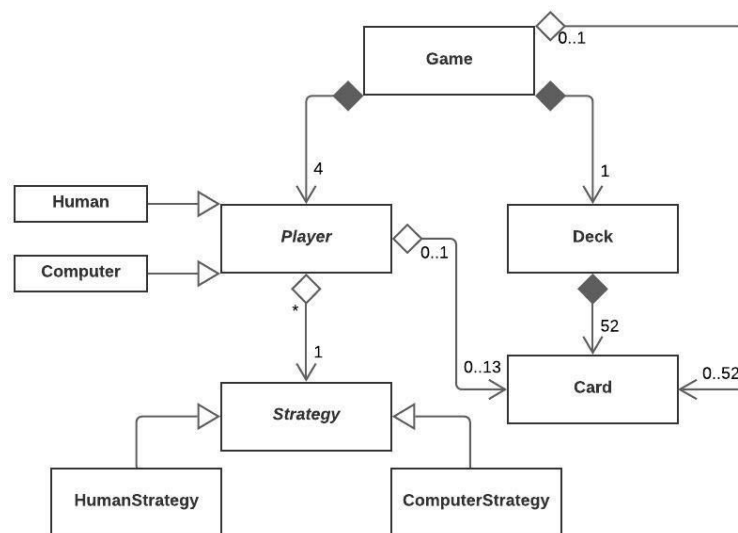 Game
0..1
4
1
Human
Player
Deck
0..1
Computer
*
52
1
0..13
Card
0..52
Strategy
HumanStrategy
ComputerStrategy